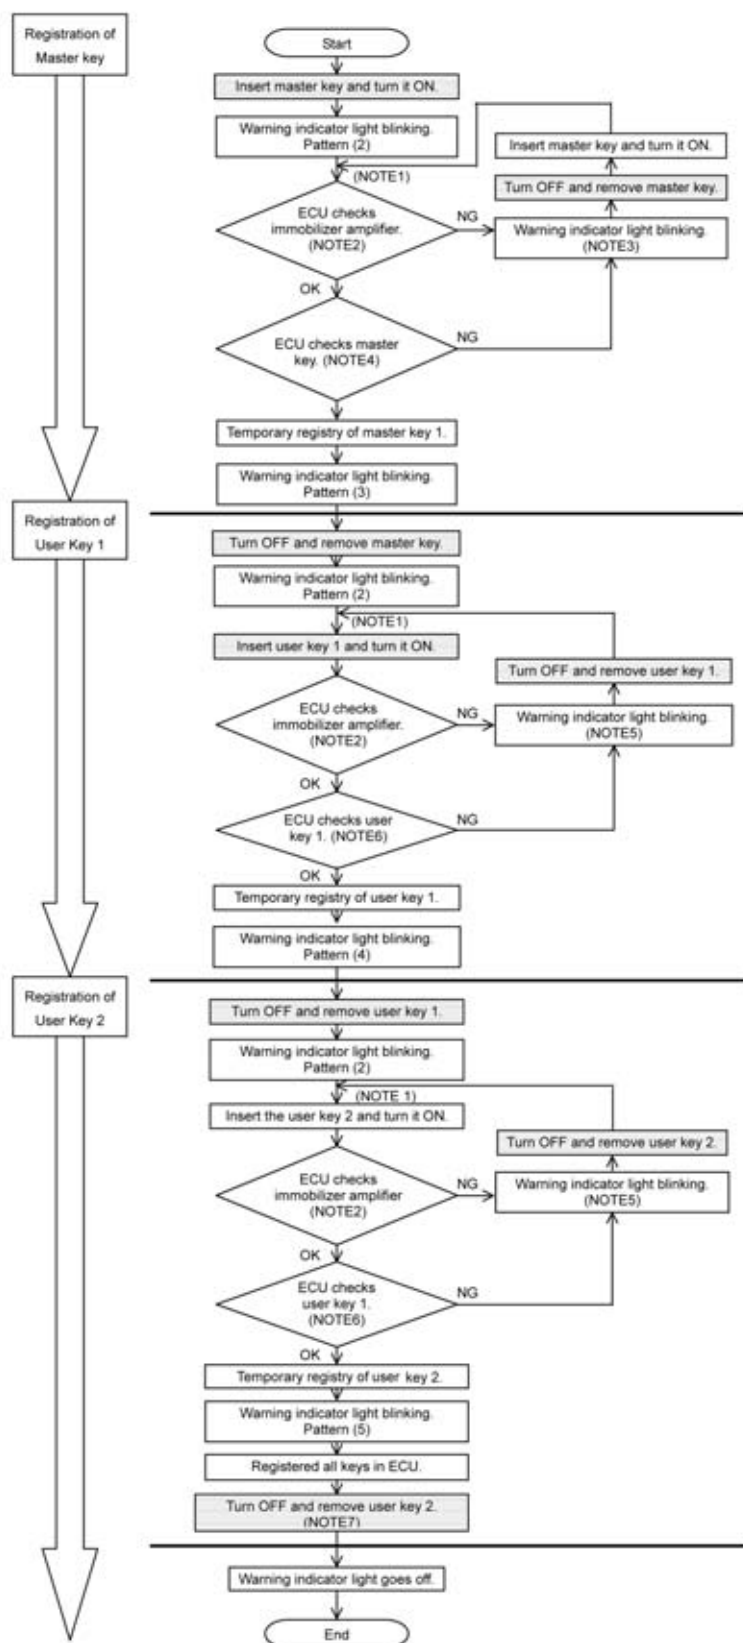 Registration of
Master key
Start
Insert master key and turn it ON.
Warning indicator light blinking.
Pattern (2)
Insert master key and turn it ON.
(NOTE1)
Turn OFF and remove master key.
ECU checks
immobilizer amplifier.
(NOTE2)
NG
Warning indicator light blinking.
(NOTE3)
OK
ECU checks master
key. (NOTE4)
NG
Temporary registry of master key 1.
Warning indicator light blinking.
Pattern (3)
Registration of
User Key 1
Turn OFF and remove master key.
Warning indicator light blinking.
Pattern (2)
(NOTE1)
Insert user key 1 and turn it ON.
Turn OFF and remove user key 1.
ECU checks
immobilizer amplifier.
(NOTE2)
NG
Warning indicator light blinking.
(NOTE5)
OK
ECU checks user
key 1. (NOTE6)
NG
OK
Temporary registry of user key 1.
Warning indicator light blinking.
Pattern (4)
Registration of
User Key 2
Turn OFF and remove user key 1.
Warning indicator light blinking.
Pattern (2)
(NOTE 1)
Insert the user key 2 and turn it ON.
Turn OFF and remove user key 2.
ECU checks
immobilizer amplifier
(NOTE2)
NG
Warning indicator light blinking.
(NOTE5)
OK
ECU checks
user key 1.
(NOTE6)
NG
OK
Temporary registry of user key 2.
Warning indicator light blinking.
Pattern (5)
Registered all keys in ECU.
Turn OFF and remove user key 2.
(NOTE7)
Warning indicator light goes off.
End